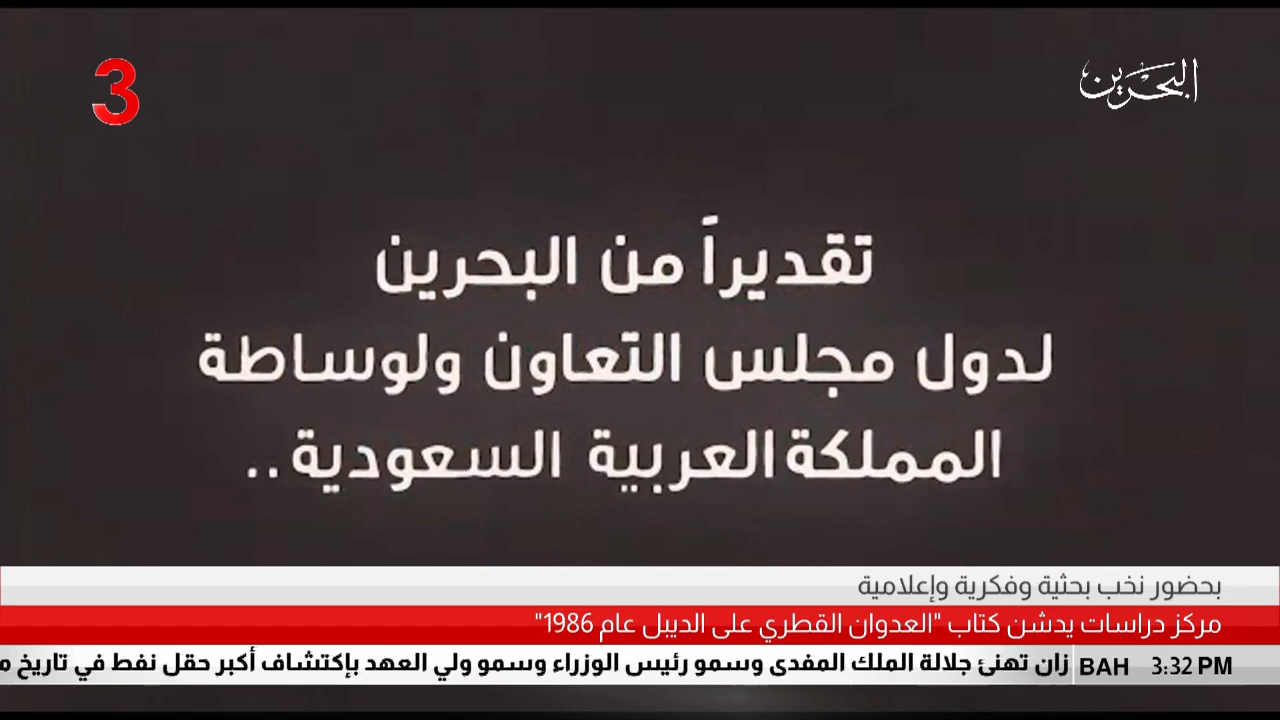 3
البحرين
تقديراً من البحرين
لدول مجلس التعاون ولوساطة
المملكة العربية السعودية..
بحضور نخب بحثية وفكرية وإعلامية
مركز دراسات يدشن كتاب "العدوان القطري على الديبل عام 1986"
زان تهنئ جلالة الملك المفدى وسمو رئيس الوزراء وسمو ولي العهد بإكتشاف أكبر حقل نفط في تاريخ م
BAH 3:32 PM